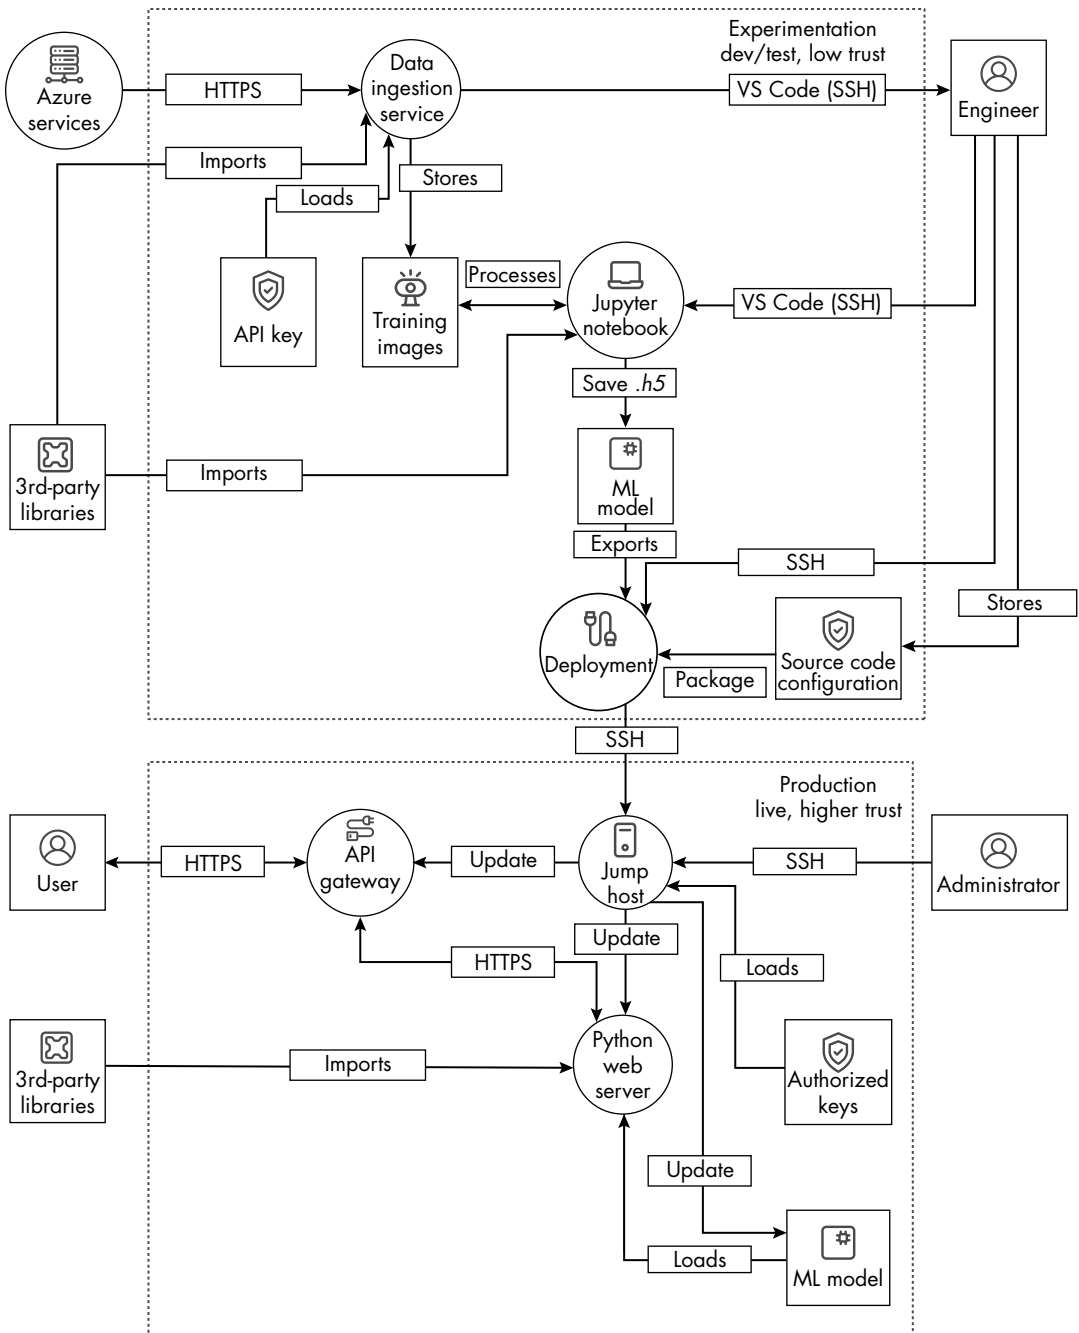 Experimentation
dev/test, low trust
Azure
services
HTTPS
Data
ingestion
service
VS Code (SSH)
Engineer
Imports
Loads
Stores
API key
Training
images
Processes
Jupyter
notebook
VS Code (SSH)
Save .h5
3rd-party
libraries
Imports
ML
model
Exports
SSH
Stores
Deployment
Package
Source code
configuration
SSH
Production
live, higher trust
User
HTTPS
API
gateway
Update
Jump
host
SSH
Administrator
Update
HTTPS
Loads
3rd-party
libraries
Imports
Python
web
server
Authorized
keys
Update
Loads
ML model